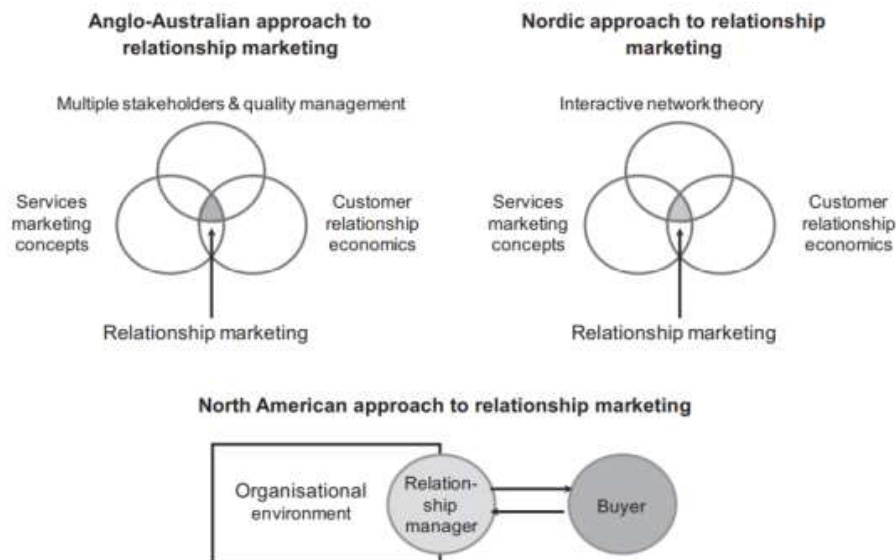 Anglo-Australian approach to
relationship marketing
Multiple stakeholders & quality management
Services
marketing
concepts
Customer
relationship
economics
Relationship marketing
Nordic approach to relationship
marketing
Interactive network theory
Services
marketing
concepts
Customer
relationship
economics
Relationship marketing
North American approach to relationship marketing
Organisational
environment
Relation-
ship
manager
Buyer